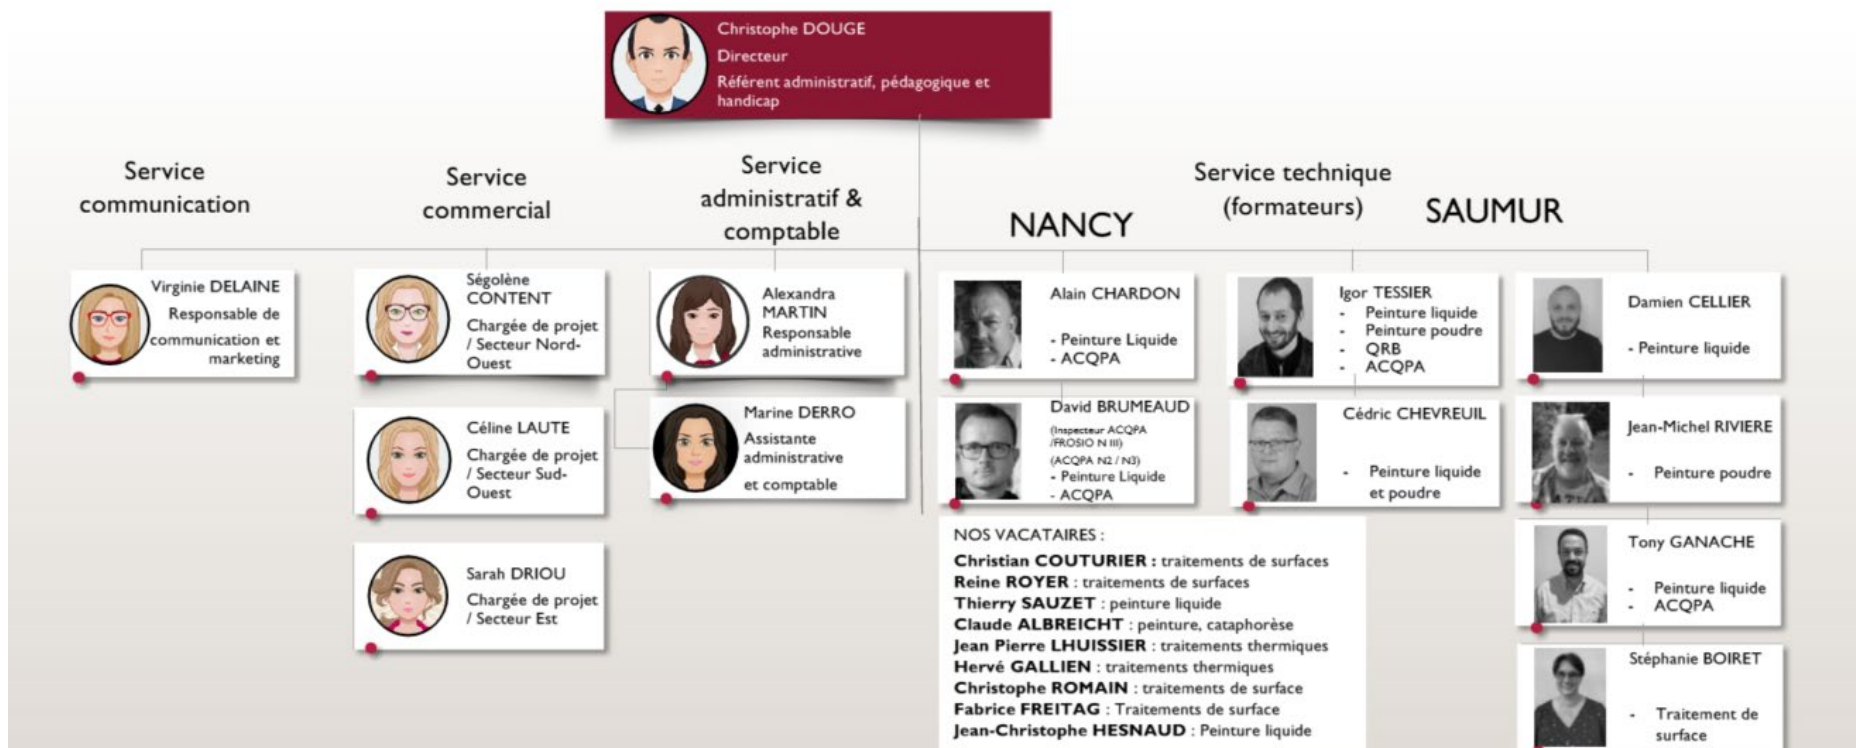 Christophe DOUGE
Directeur
Référent administratif, pédagogique et
handicap
Service
communication
Service
commercial
Service
administratif &
comptable
Service technique
(formateurs)
NANCY
SAUMUR
Virginie DELAINE
Responsable de
communication et
marketing
Ségolène
CONTENT
Chargée de projet
/ Secteur Nord-
Ouest
Céline LAUTE
Chargée de projet
/ Secteur Sud-
Ouest
Sarah DRIOU
Chargée de projet
/ Secteur Est
Alexandra
MARTIN
Responsable
administrative
Marine DERRO
Assistante
administrative
et comptable
Alain CHARDON
- Peinture Liquide
- ACQPA
David BRUMEAUD
(Inspecteur ACQPA
/FROSIO N III)
(ACQPA N2 / N3)
- Peinture Liquide
- ACQPA
Igor TESSIER
- Peinture liquide
- Peinture poudre
- QRB
- ACQPA
Cédric CHEVREUIL
- Peinture liquide
et poudre
Damien CELLIER
- Peinture liquide
Jean-Michel RIVIERE
- Peinture poudre
Tony GANACHE
- Peinture liquide
- ACQPA
Stéphanie BOIRET
- Traitement de
surface
NOS VACATAIRES :
Christian COUTURIER : traitements de surfaces
Reine ROYER : traitements de surfaces
Thierry SAUZET : peinture liquide
Claude ALBREICHT : peinture, cataphorèse
Jean Pierre LHUISSIER : traitements thermiques
Hervé GALLIEN : traitements thermiques
Christophe ROMAIN : traitements de surface
Fabrice FREITAG : Traitements de surface
Jean-Christophe HESNAUD : Peinture liquide